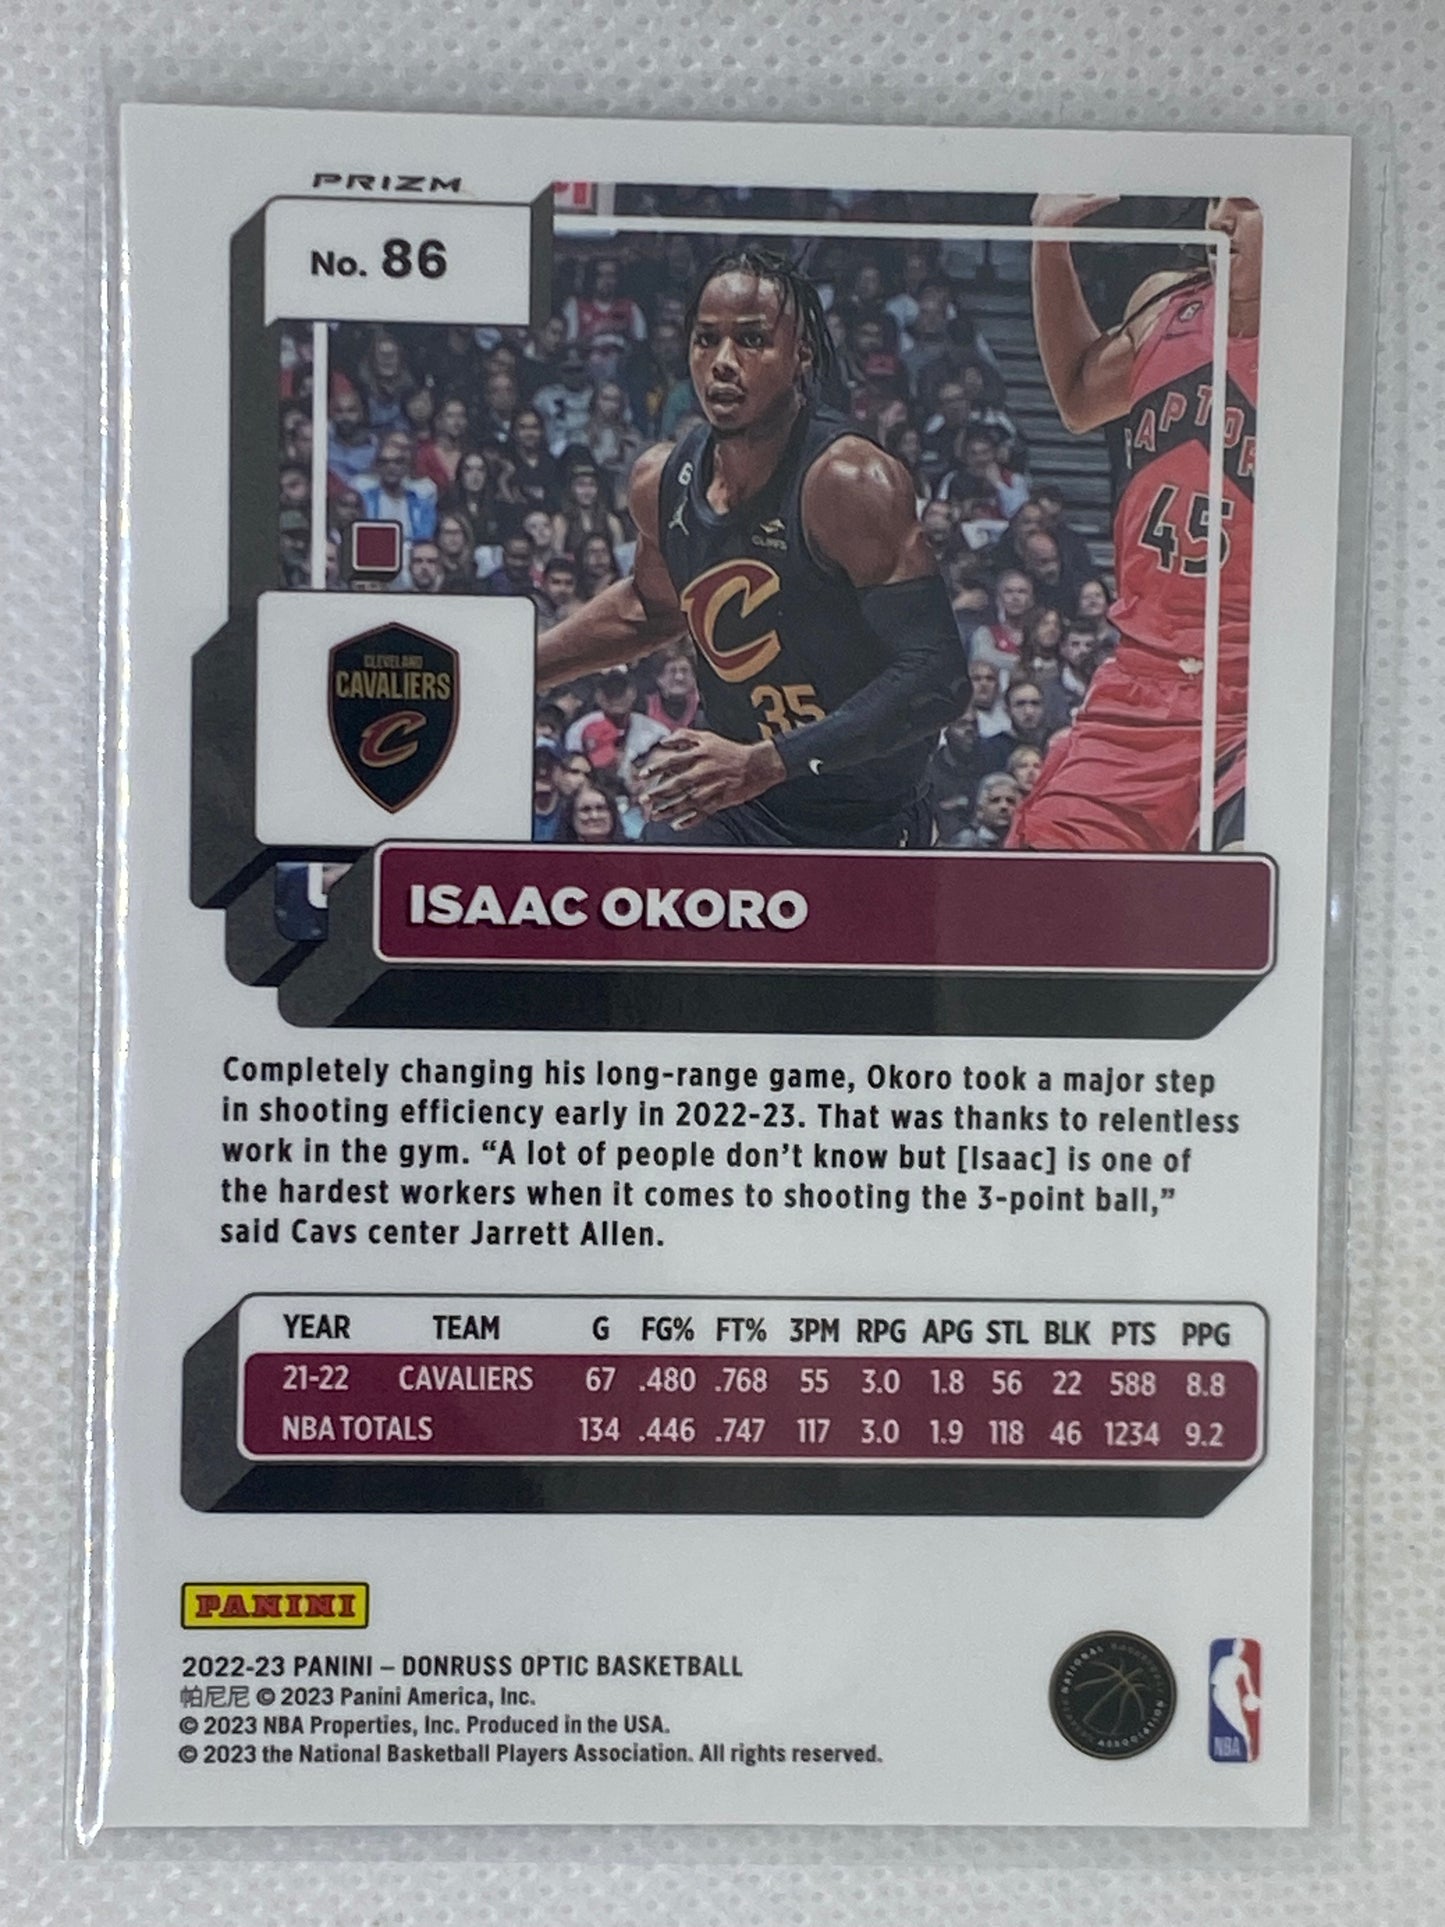 PRIZM
No. 86
6
CLIFFS
RAPTOR
45
C
35
CLEVELAND
CAVALIERS
C
ISAAC OKORO
Completely changing his long-range game, Okoro took a major step
in shooting efficiency early in 2022-23. That was thanks to relentless
work in the gym. “A lot of people don’t know but [Isaac] is one of
the hardest workers when it comes to shooting the 3-point ball,”
said Cavs center Jarrett Allen.
YEAR TEAM G FG% FT% 3PM RPG APG STL BLK PTS PPG
21-22 CAVALIERS 67 .480 .768 55 3.0 1.8 56 22 588 8.8
NBA TOTALS 134 .446 .747 117 3.0 1.9 118 46 1234 9.2
PANINI
2022-23 PANINI – DONRUSS OPTIC BASKETBALL
帕尼尼 © 2023 Panini America, Inc.
© 2023 NBA Properties, Inc. Produced in the USA.
© 2023 the National Basketball Players Association. All rights reserved.
NATIONAL BASKETBALL PLAYERS ASSOCIATION
NBA